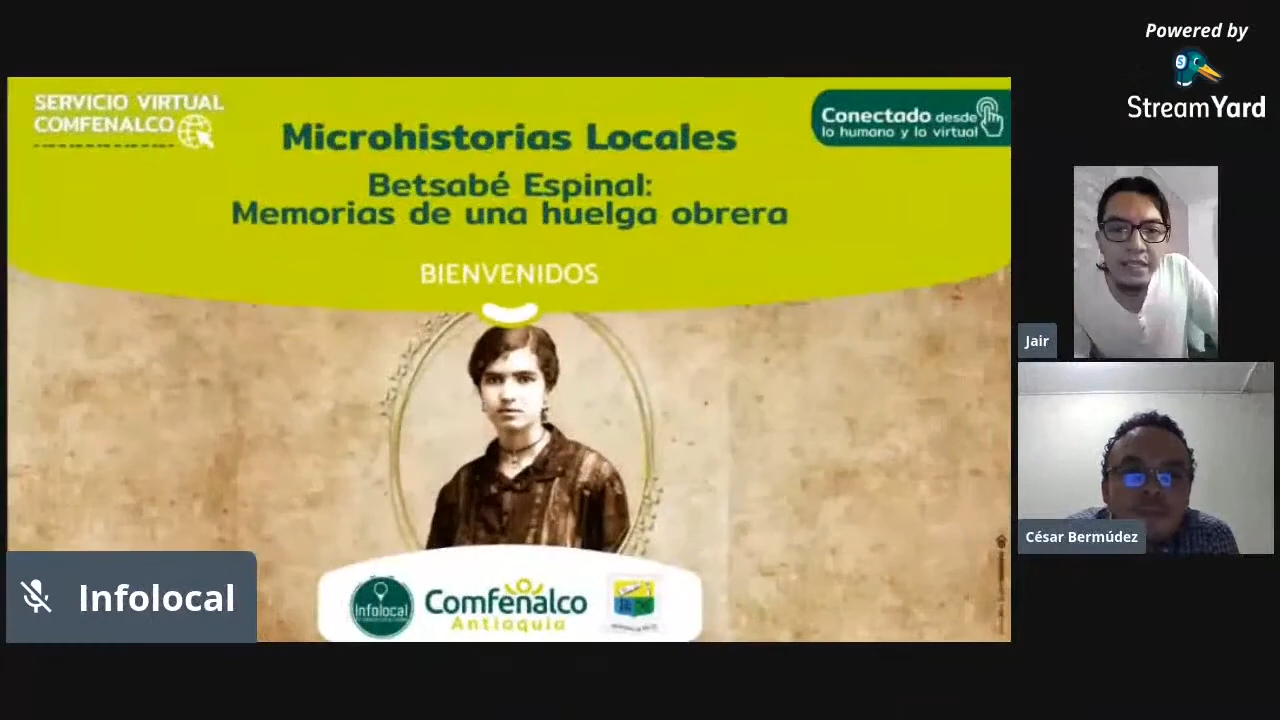 Powered by
StreamYard
SERVICIO VIRTUAL
COMFENALCO
Conectado desde
lo humano y lo virtual
Microhistorias Locales
Betsabé Espinal:
Memorias de una huelga obrera
BIENVENIDOS
Jair
César Bermúdez
Infolocal
Infolocal
Comfenalco
Antioquia